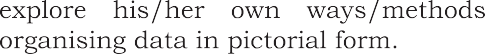 explore his/her own ways/methods
organising data in pictorial form.